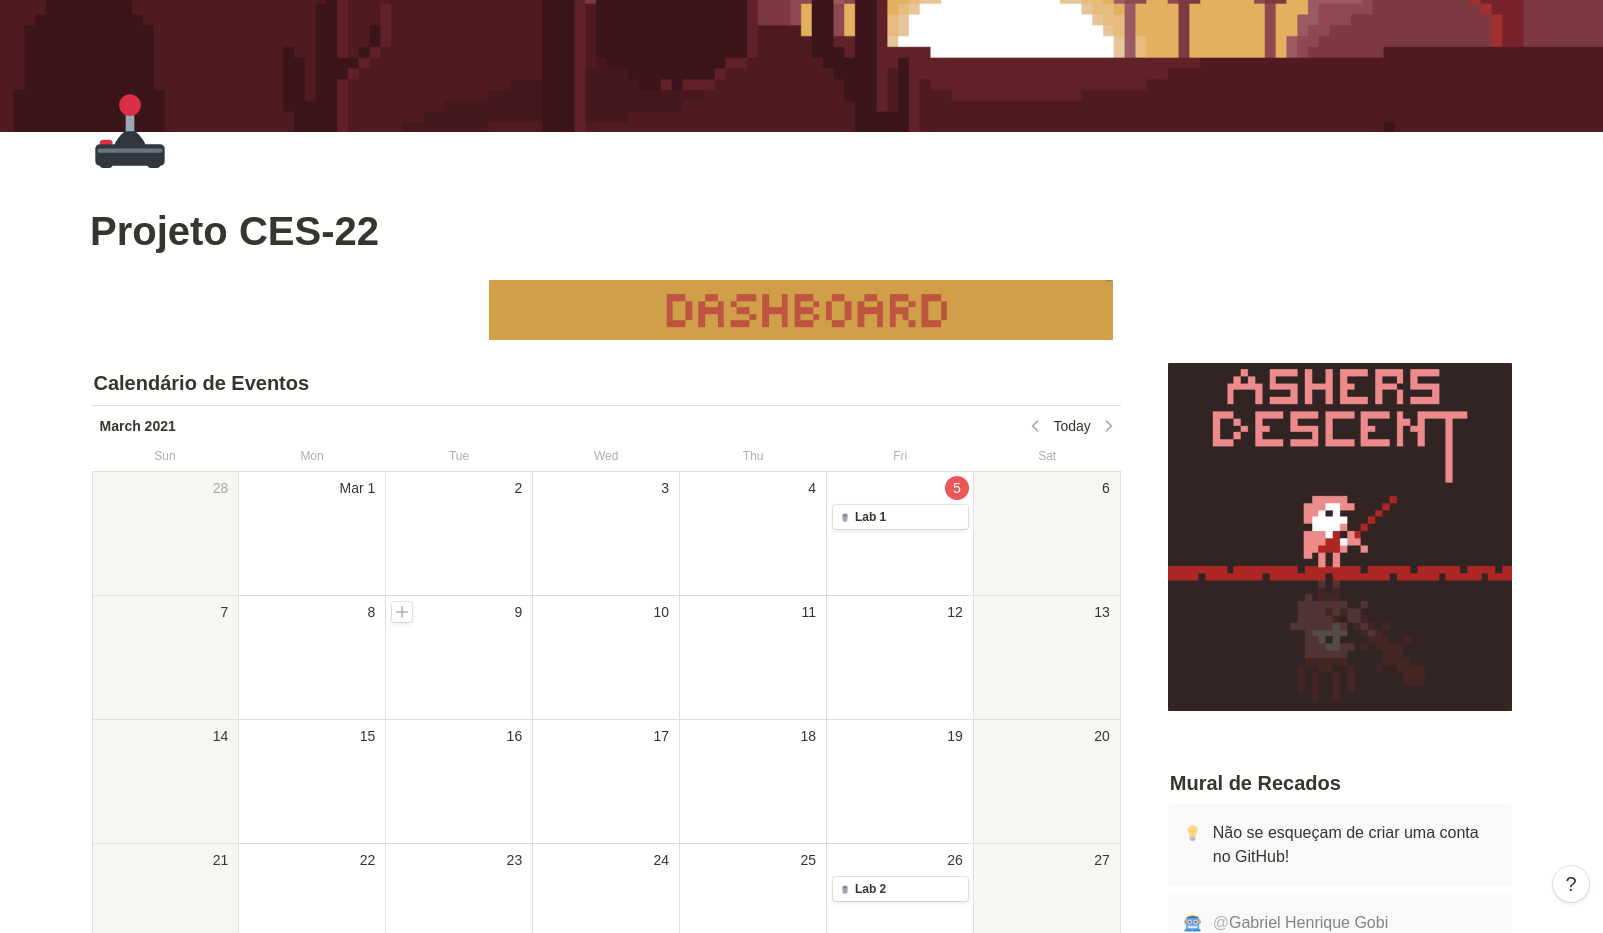 Projeto CES-22
DASHBOARD
Calendário de Eventos
March 2021
Today
Sun Mon Tue Wed Thu Fri Sat
28 Mar 1 2 3 4 5 6
Lab 1
7 8 9 10 11 12 13
14 15 16 17 18 19 20
21 22 23 24 25 26 27
Lab 2
ASHERS
DESCENT
Mural de Recados
Não se esqueçam de criar uma conta
no GitHub!
@Gabriel Henrique Gobi
?